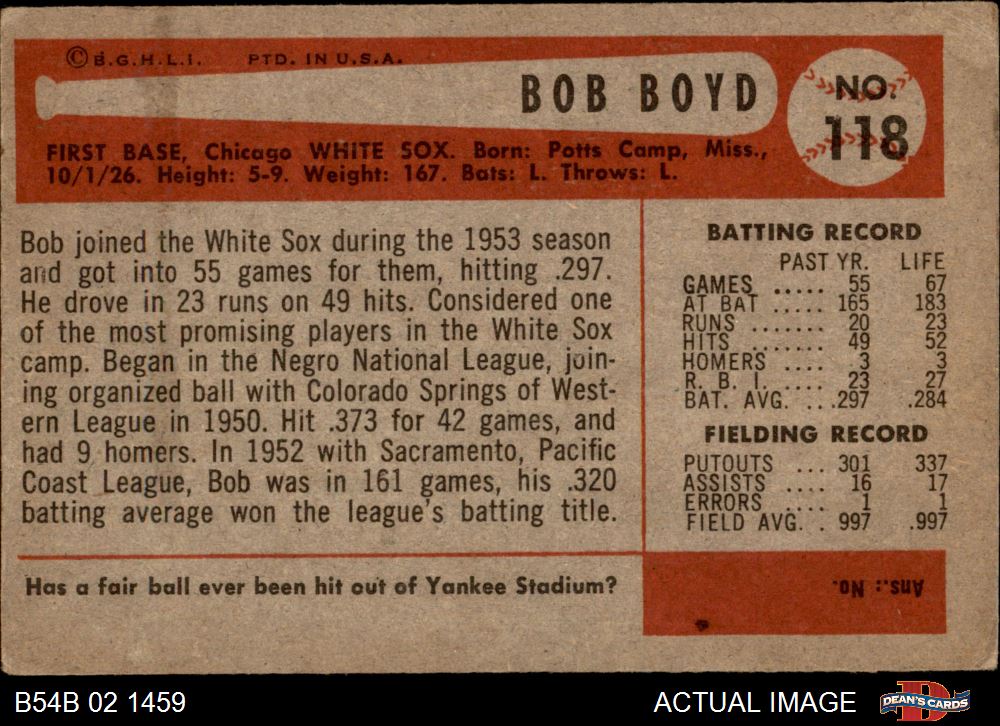 © B.G.H.L.I. PTD. IN U.S.A.
BOB BOYD
NO. 118
FIRST BASE, Chicago WHITE SOX. Born: Potts Camp, Miss.,
10/1/26. Height: 5-9. Weight: 167. Bats: L. Throws: L.
Bob joined the White Sox during the 1953 season
and got into 55 games for them, hitting .297.
He drove in 23 runs on 49 hits. Considered one
of the most promising players in the White Sox
camp. Began in the Negro National League, join-
ing organized ball with Colorado Springs of West-
ern League in 1950. Hit .373 for 42 games, and
had 9 homers. In 1952 with Sacramento, Pacific
Coast League, Bob was in 161 games, his .320
batting average won the league's batting title.
BATTING RECORD
PAST YR. LIFE
GAMES ..... 55 67
AT BAT ..... 165 183
RUNS ....... 20 23
HITS ....... 49 52
HOMERS .... 3 3
R. B. I. .... 23 27
BAT. AVG. ... .297 .284
FIELDING RECORD
PUTOUTS ... 301 337
ASSISTS .... 16 17
ERRORS .... 1 1
FIELD AVG. . 997 .997
Has a fair ball ever been hit out of Yankee Stadium?
Ans.: No.
B54B 02 1459
ACTUAL IMAGE
D
DEAN'S CARDS